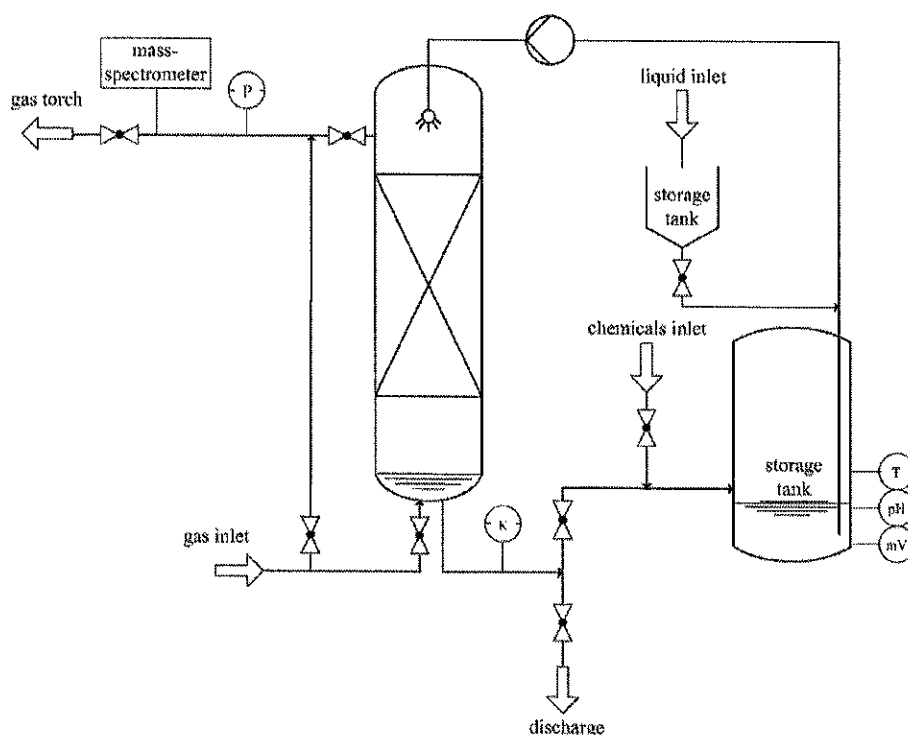 mass-
spectrometer
P
gas torch
liquid inlet
storage
tank
chemicals inlet
storage
tank
T
pH
mV
gas inlet
K
discharge